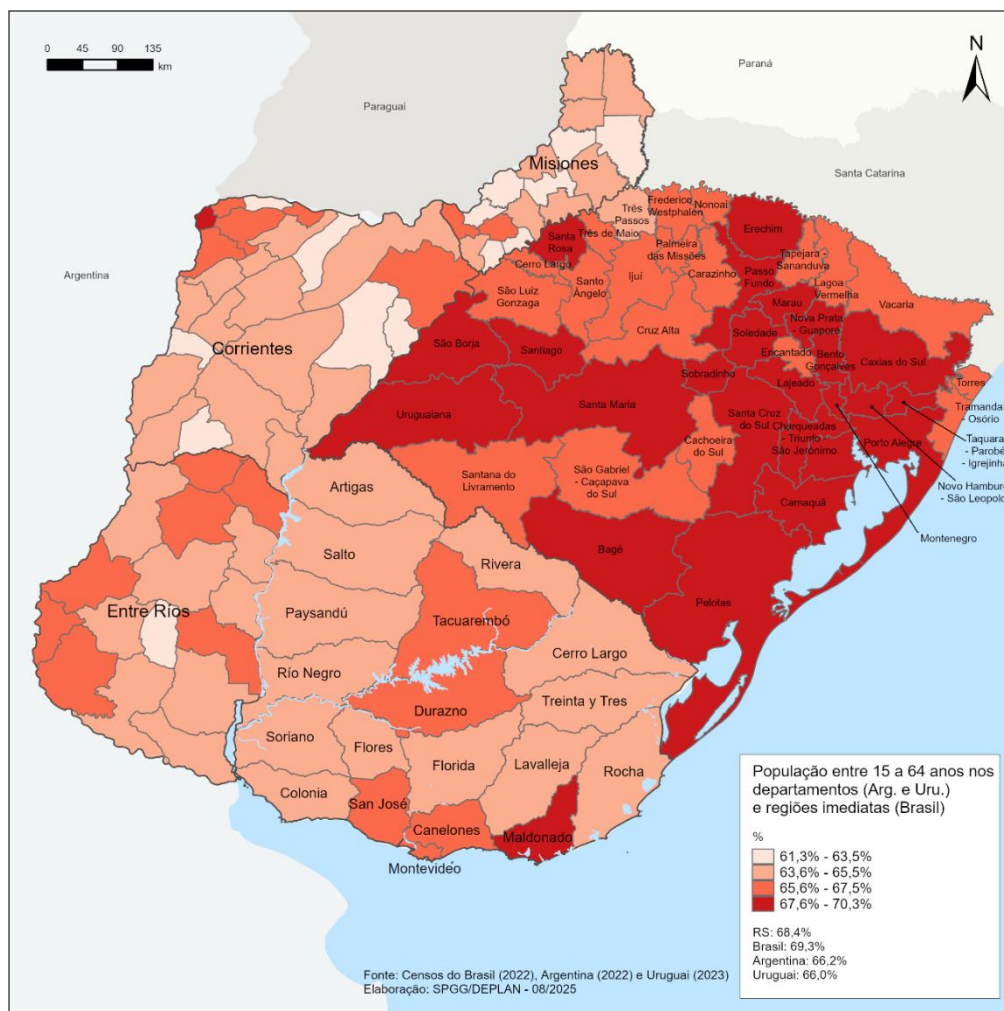 0 45 90 135
km
N
Paraná
Paraguai
Santa Catarina
Argentina
Misiones
Corrientes
Entre Ríos
Três
Passos
Frederico
Westphalen
Nonoai
Erechim
Santa
Rosa
Três de Maio
Palmeira
das Missões
Tapejara -
Sananduva
Cerro Largo
Santo
Ângelo
Ijuí
Carazinho
Passo
Fundo
Lagoa
Vermelha
São Luiz
Gonzaga
Vacaria
Marau
Cruz Alta
Soledade
Nova Prata
- Guaporé
São Borja
Santiago
Encantado
Bento
Gonçalves
Caxias do Sul
Sobradinho
Lajeado
Torres
Uruguaiana
Santa Maria
Santa Cruz
do Sul
Tramandaí
- Osório
Charqueadas
- Triunfo -
São Jerônimo
Porto Alegre
Taquara
- Parobé
- Igrejinha
Cachoeira
do Sul
Santana do
Livramento
São Gabriel
- Caçapava
do Sul
Novo Hamburgo
- São Leopoldo
Camaquã
Montenegro
Bagé
Pelotas
Artigas
Salto
Rivera
Paysandú
Tacuarembó
Cerro Largo
Río Negro
Treinta y Tres
Durazno
Soriano
Flores
Florida
Lavalleja
Rocha
Colonia
San José
Canelones
Maldonado
Montevideo
População entre 15 a 64 anos nos
departamentos (Arg. e Uru.)
e regiões imediatas (Brasil)
%
61,3% - 63,5%
63,6% - 65,5%
65,6% - 67,5%
67,6% - 70,3%
RS: 68,4%
Brasil: 69,3%
Argentina: 66,2%
Uruguai: 66,0%
Fonte: Censos do Brasil (2022), Argentina (2022) e Uruguai (2023)
Elaboração: SPGG/DEPLAN - 08/2025